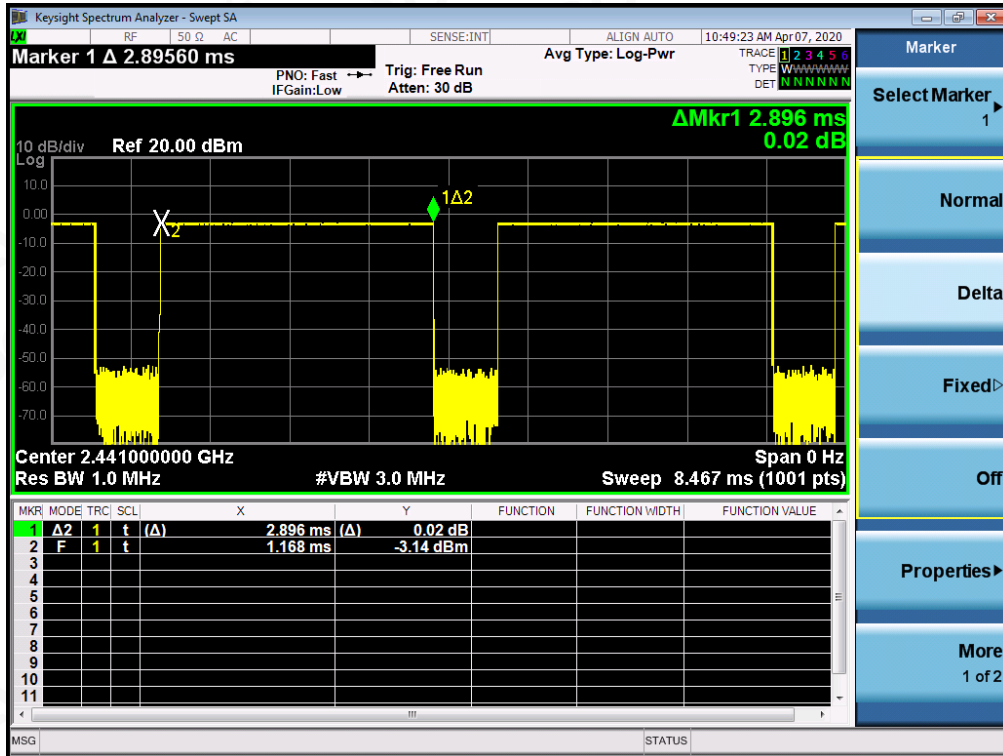 Keysight Spectrum Analyzer - Swept SA
LXI RF 50 Ω AC SENSE:INT ALIGN AUTO 10:49:23 AM Apr 07, 2020
Marker 1 Δ 2.89560 ms
PNO: Fast
IFGain:Low
Trig: Free Run
Atten: 30 dB
Avg Type: Log-Pwr
TRACE 1 2 3 4 5 6
TYPE WWWWWW
DET N N N N N N
ΔMkr1 2.896 ms
0.02 dB
10 dB/div Ref 20.00 dBm
Log
10.0
0.00
-10.0
-20.0
-30.0
-40.0
-50.0
-60.0
-70.0
2
1Δ2
Center 2.441000000 GHz Span 0 Hz
Res BW 1.0 MHz #VBW 3.0 MHz Sweep 8.467 ms (1001 pts)
MKR MODE TRC SCL X Y FUNCTION FUNCTION WIDTH FUNCTION VALUE
1 Δ2 1 t (Δ) 2.896 ms (Δ) 0.02 dB
2 F 1 t 1.168 ms -3.14 dBm
3
4
5
6
7
8
9
10
11
MSG STATUS
Marker
Select Marker
1
Normal
Delta
Fixed
Off
Properties
More
1 of 2